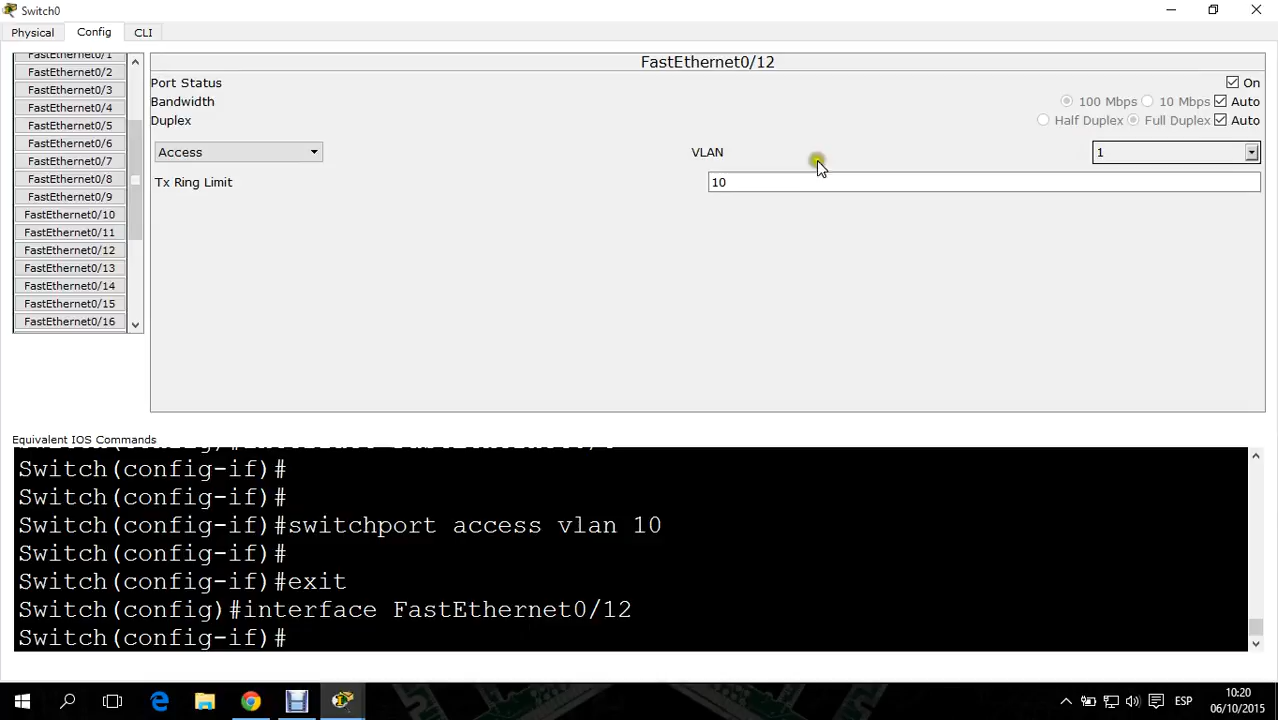 Switch0
Physical
Config
CLI
FastEthernet0/1
FastEthernet0/2
FastEthernet0/3
FastEthernet0/4
FastEthernet0/5
FastEthernet0/6
FastEthernet0/7
FastEthernet0/8
FastEthernet0/9
FastEthernet0/10
FastEthernet0/11
FastEthernet0/12
FastEthernet0/13
FastEthernet0/14
FastEthernet0/15
FastEthernet0/16
FastEthernet0/12
Port Status On
Bandwidth 100 Mbps 10 Mbps Auto
Duplex Half Duplex Full Duplex Auto
Access VLAN 1
Tx Ring Limit 10
Equivalent IOS Commands
Switch(config-if)#
Switch(config-if)#
Switch(config-if)#switchport access vlan 10
Switch(config-if)#
Switch(config-if)#exit
Switch(config)#interface FastEthernet0/12
Switch(config-if)#
ESP
10:20
06/10/2015